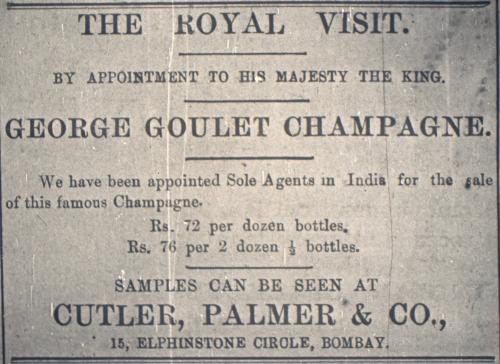 THE ROYAL VISIT.
BY APPOINTMENT TO HIS MAJESTY THE KING.
GEORGE GOULET CHAMPAGNE.
We have been appointed Sole Agents in India for the sale
of this famous Champagne.
Rs. 72 per dozen bottles.
Rs. 76 per 2 dozen ½ bottles.
SAMPLES CAN BE SEEN AT
CUTLER, PALMER & CO.,
15, ELPHINSTONE CIRCLE, BOMBAY.